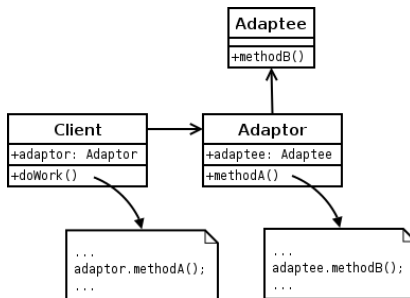 Adaptee
+methodB()
Client
+adaptor: Adaptor
+doWork()
Adaptor
+adaptee: Adaptee
+methodA()
...
adaptor.methodA();
...
...
adaptee.methodB();
...